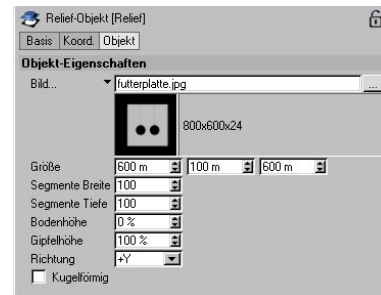 Relief-Objekt [Relief]
Basis Koord. Objekt
Objekt-Eigenschaften
Bild... futterplatte.jpg ...
800x600x24
Größe 600 m 100 m 600 m
Segmente Breite 100
Segmente Tiefe 100
Bodenhöhe 0 %
Gipfelhöhe 100 %
Richtung +Y
Kugelförmig